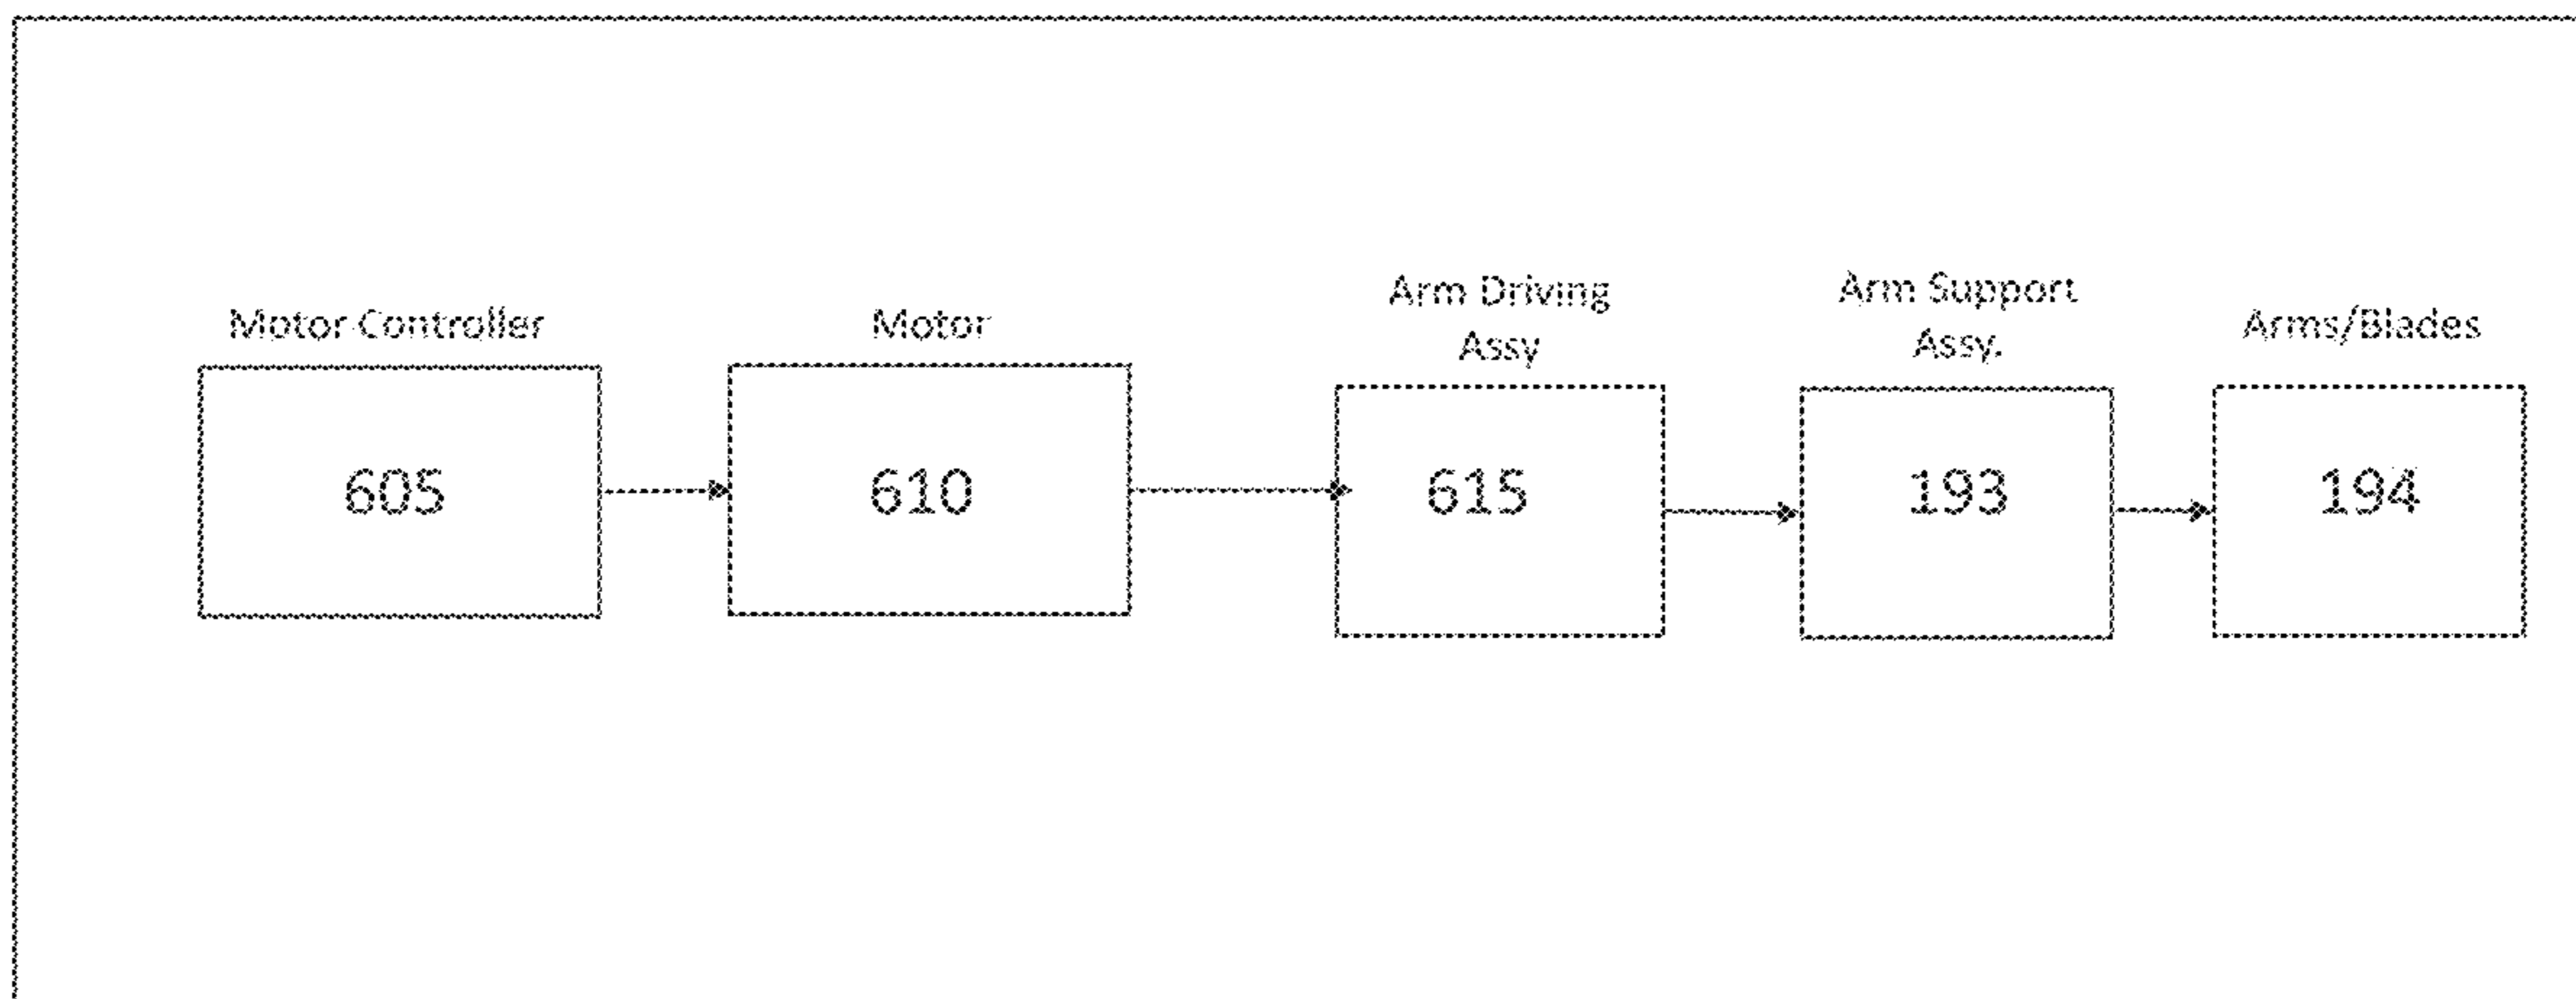 Motor Controller
Motor
Arm Driving
Assy
Arm Support
Assy.
Arms/Blades
605
610
615
193
194